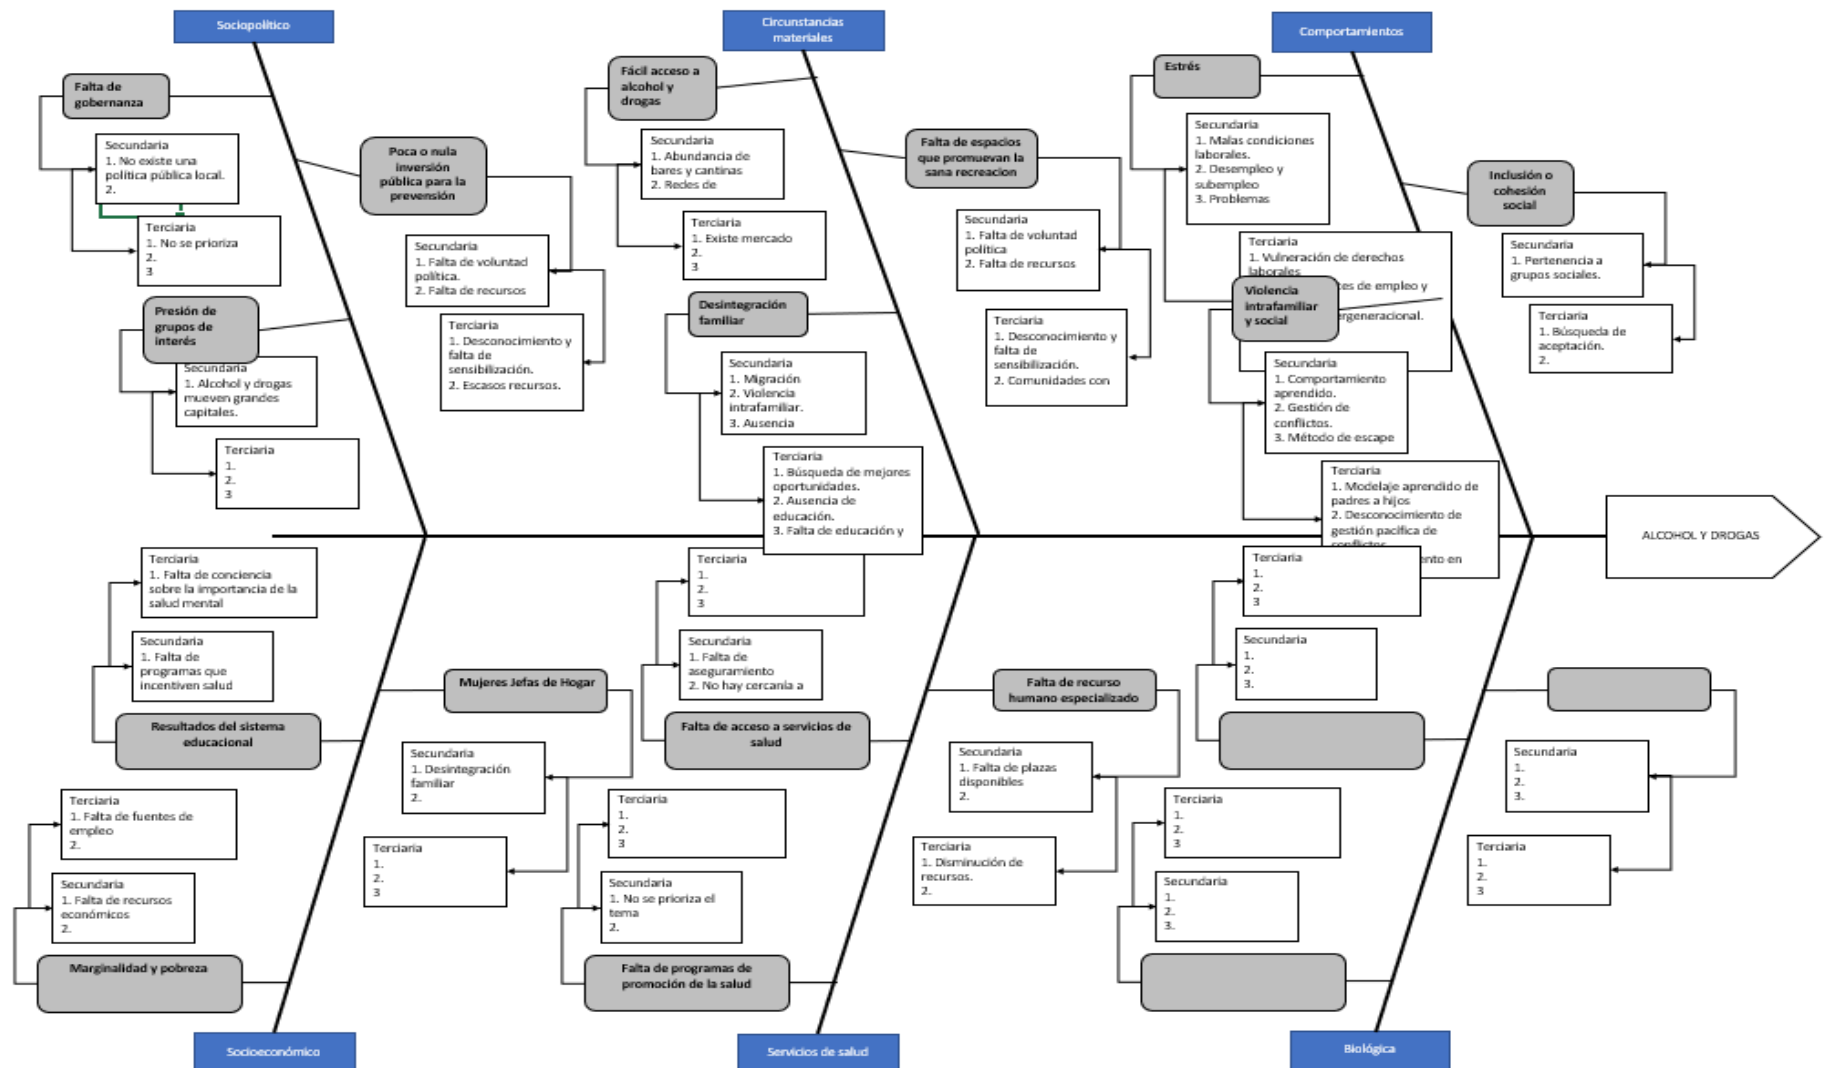 Sociopolítico
Falta de
gobernanza
Secundaria
1. No existe una
política pública local.
2.
Terciaria
1. No se prioriza
2.
3
Poca o nula
inversión
pública para la
prevención
Secundaria
1. Falta de voluntad
política.
2. Falta de recursos
Terciaria
1. Desconocimiento y
falta de
sensibilización.
2. Escasos recursos.
Presión de
grupos de
interés
Secundaria
1. Alcohol y drogas
mueven grandes
capitales.
Terciaria
1.
2.
3
Circunstancias
materiales
Fácil acceso a
alcohol y
drogas
Secundaria
1. Abundancia de
bares y cantinas
2. Redes de
Terciaria
1. Existe mercado
2.
3
Falta de espacios
que promuevan la
sana recreacion
Secundaria
1. Falta de voluntad
política
2. Falta de recursos
Terciaria
1. Desconocimiento y
falta de
sensibilización.
2. Comunidades con
Desintegración
familiar
Secundaria
1. Migración
2. Violencia
intrafamiliar.
3. Ausencia
Terciaria
1. Búsqueda de mejores
oportunidades.
2. Ausencia de
educación.
3. Falta de educación y
Comportamientos
Estrés
Secundaria
1. Malas condiciones
laborales.
2. Desempleo y
subempleo
3. Problemas
Terciaria
1. Vulneración de derechos
laborales
de empleo y
Inclusión o
cohesión
social
Secundaria
1. Pertenencia a
grupos sociales.
Terciaria
1. Búsqueda de
aceptación.
2.
Violencia
intrafamiliar
y social
Secundaria
1. Comportamiento
aprendido.
2. Gestión de
conflictos.
3. Método de escape
Terciaria
1. Modelaje aprendido de
padres a hijos
2. Desconocimiento de
gestión pacífica de
conflictos
en
ALCOHOL Y DROGAS
Terciaria
1. Falta de conciencia
sobre la importancia de la
salud mental
Secundaria
1. Falta de
programas que
incentiven salud
Resultados del sistema
educacional
Mujeres Jefas de Hogar
Secundaria
1. Desintegración
familiar
2.
Terciaria
1.
2.
3
Terciaria
1. Falta de fuentes de
empleo
2.
Secundaria
1. Falta de recursos
económicos
2.
Marginalidad y pobreza
Socioeconómico
Terciaria
1.
2.
3
Secundaria
1. Falta de
aseguramiento
2. No hay cercanía a
Falta de acceso a servicios de
salud
Falta de recurso
humano especializado
Secundaria
1. Falta de plazas
disponibles
2.
Terciaria
1. Disminución de
recursos.
2.
Terciaria
1.
2.
3
Secundaria
1. No se prioriza el
tema
2.
Falta de programas de
promoción de la salud
Servicios de salud
Terciaria
1.
2.
3
Secundaria
1.
2.
3.
Secundaria
1.
2.
3.
Terciaria
1.
2.
3
Terciaria
1.
2.
3
Secundaria
1.
2.
3.
Biológica